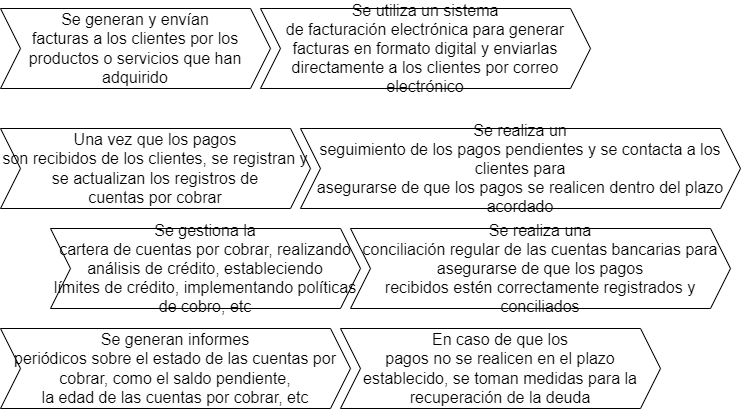 Se generan y envían
facturas a los clientes por los
productos o servicios que han
adquirido
Se utiliza un sistema
de facturación electrónica para generar
facturas en formato digital y enviarlas
directamente a los clientes por correo
electrónico
Una vez que los pagos
son recibidos de los clientes, se registran y
se actualizan los registros de
cuentas por cobrar
Se realiza un
seguimiento de los pagos pendientes y se contacta a los
clientes para
asegurarse de que los pagos se realicen dentro del plazo
acordado
Se gestiona la
cartera de cuentas por cobrar, realizando
análisis de crédito, estableciendo
límites de crédito, implementando políticas
de cobro, etc
Se realiza una
conciliación regular de las cuentas bancarias para
asegurarse de que los pagos
recibidos estén correctamente registrados y
conciliados
Se generan informes
periódicos sobre el estado de las cuentas por
cobrar, como el saldo pendiente,
la edad de las cuentas por cobrar, etc
En caso de que los
pagos no se realicen en el plazo
establecido, se toman medidas para la
recuperación de la deuda